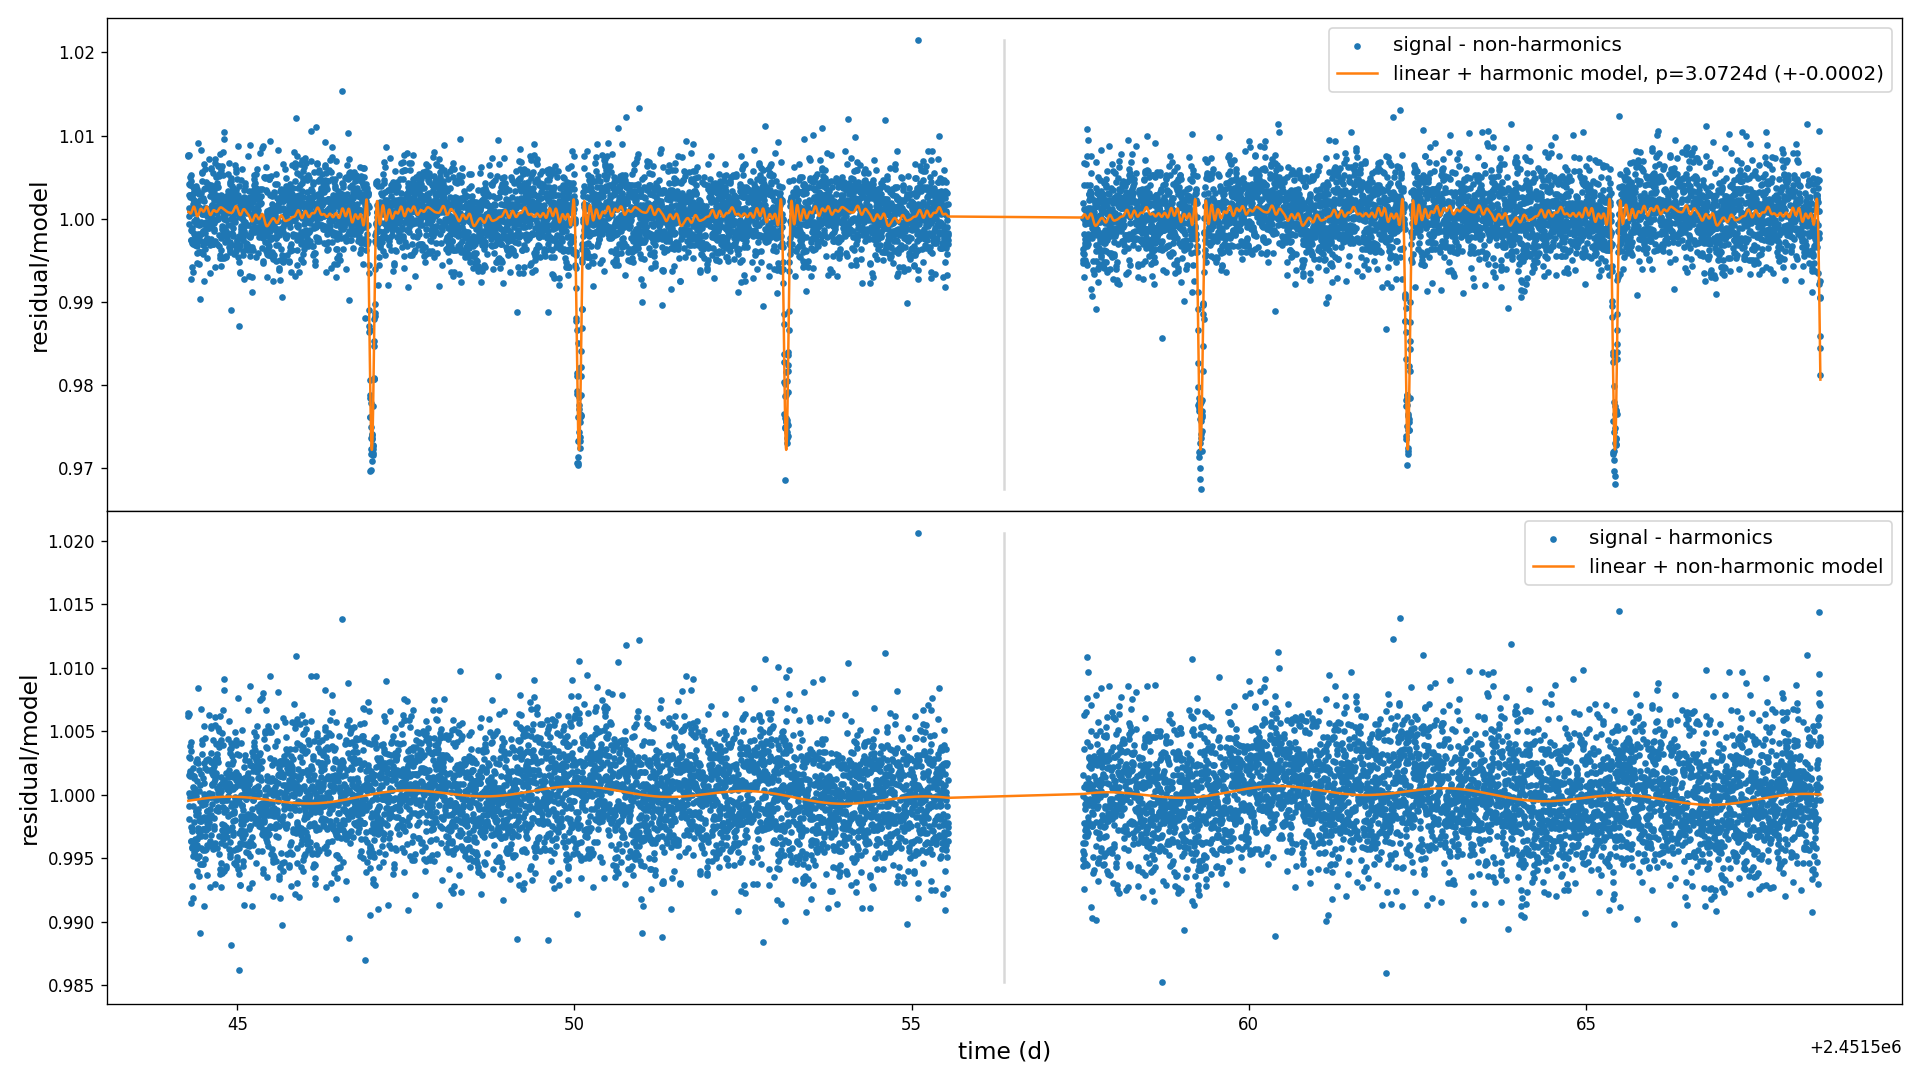 signal - non-harmonics
linear + harmonic model, p=3.0724d (+-0.0002)
1.02
1.01
1.00
0.99
0.98
0.97
residual/model
signal - harmonics
linear + non-harmonic model
1.020
1.015
1.010
1.005
1.000
0.995
0.990
0.985
residual/model
45
50
55
60
65
time (d)
+2.4515e6